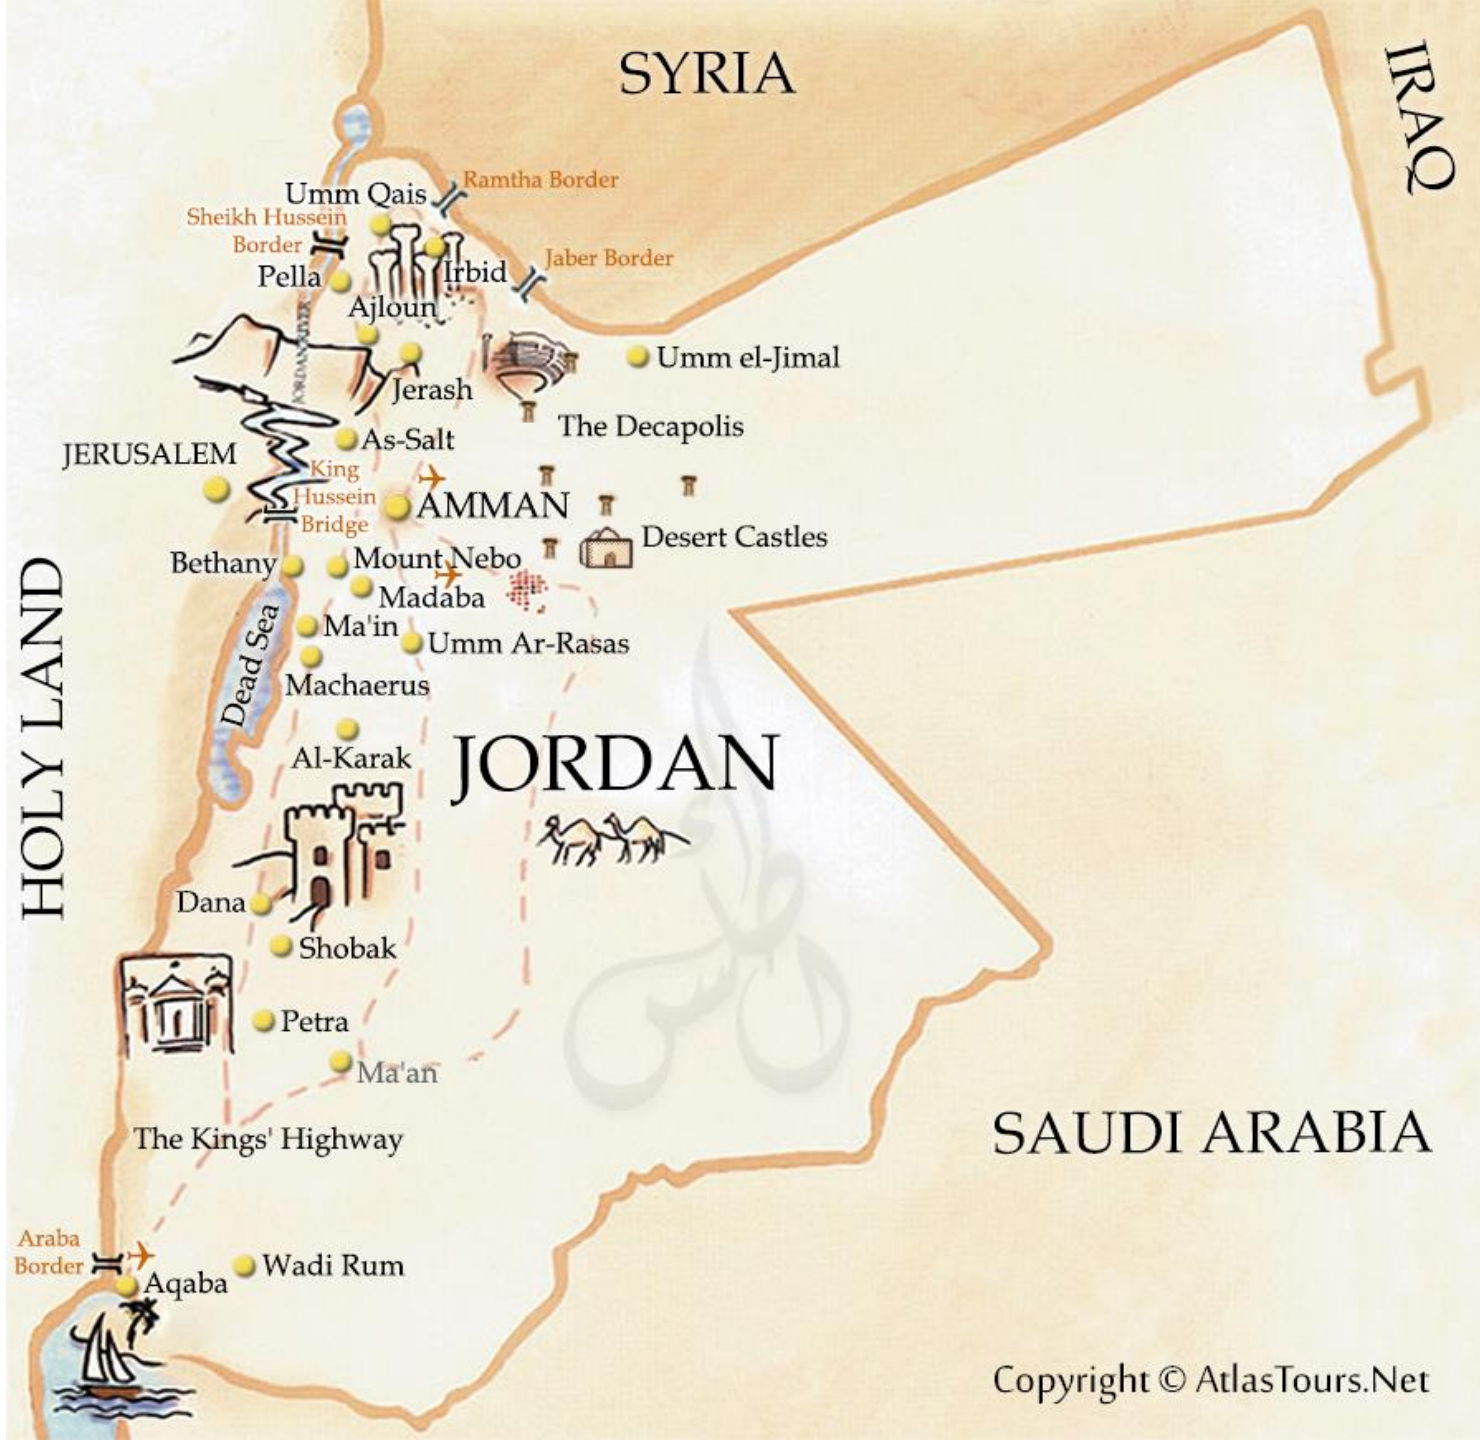 SYRIA
IRAQ
Ramtha Border
Umm Qais
Sheikh Hussein
Border
Jaber Border
Irbid
Pella
Ajloun
JORDAN RIVER
Umm el-Jimal
Jerash
The Decapolis
As-Salt
JERUSALEM
King
Hussein
Bridge
AMMAN
Desert Castles
Bethany
Mount Nebo
Madaba
Ma'in
Umm Ar-Rasas
Dead Sea
Machaerus
HOLY LAND
Al-Karak
JORDAN
أطلس
Dana
Shobak
Petra
Ma'an
The Kings' Highway
SAUDI ARABIA
Araba
Border
Wadi Rum
Aqaba
Copyright © AtlasTours.Net